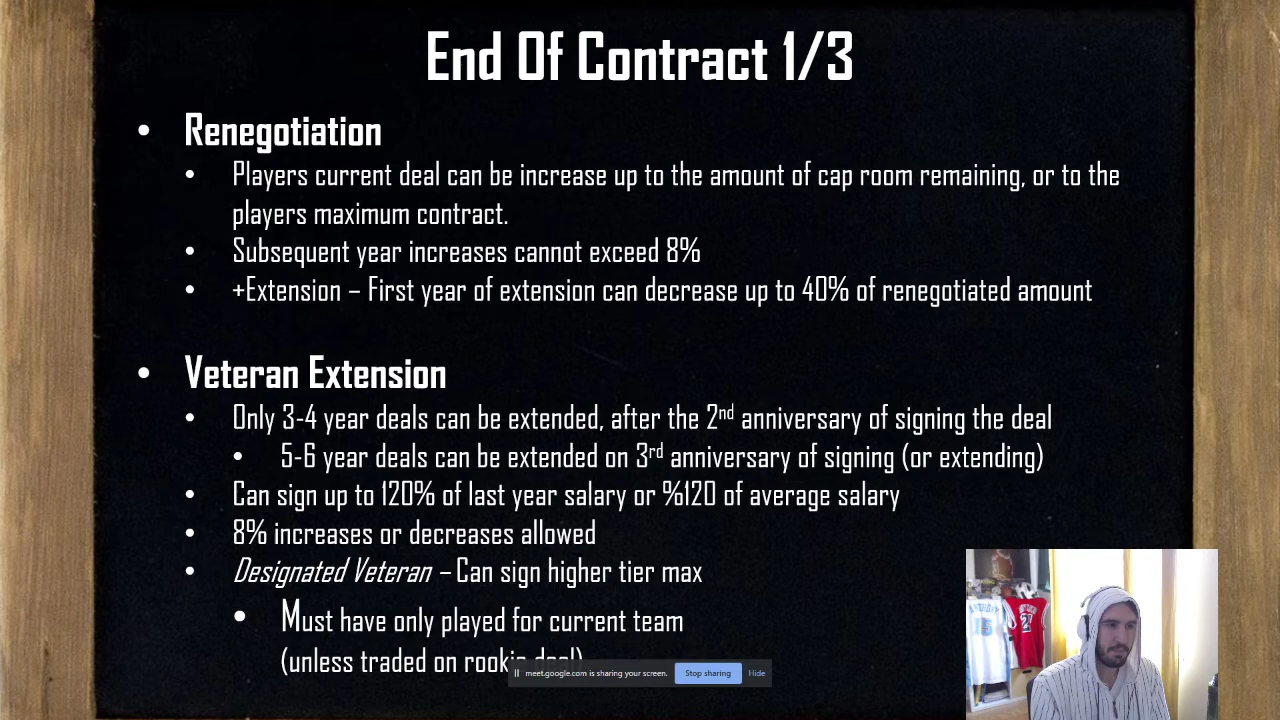 End Of Contract 1/3
• Renegotiation
• Players current deal can be increase up to the amount of cap room remaining, or to the
players maximum contract.
• Subsequent year increases cannot exceed 8%
• +Extension – First year of extension can decrease up to 40% of renegotiated amount
• Veteran Extension
• Only 3-4 year deals can be extended, after the 2nd anniversary of signing the deal
• 5-6 year deals can be extended on 3rd anniversary of signing (or extending)
• Can sign up to 120% of last year salary or %120 of average salary
• 8% increases or decreases allowed
• Designated Veteran – Can sign higher tier max
• Must have only played for current team
(unless traded on rookie deal)
meet.google.com is sharing your screen. Stop sharing Hide
15